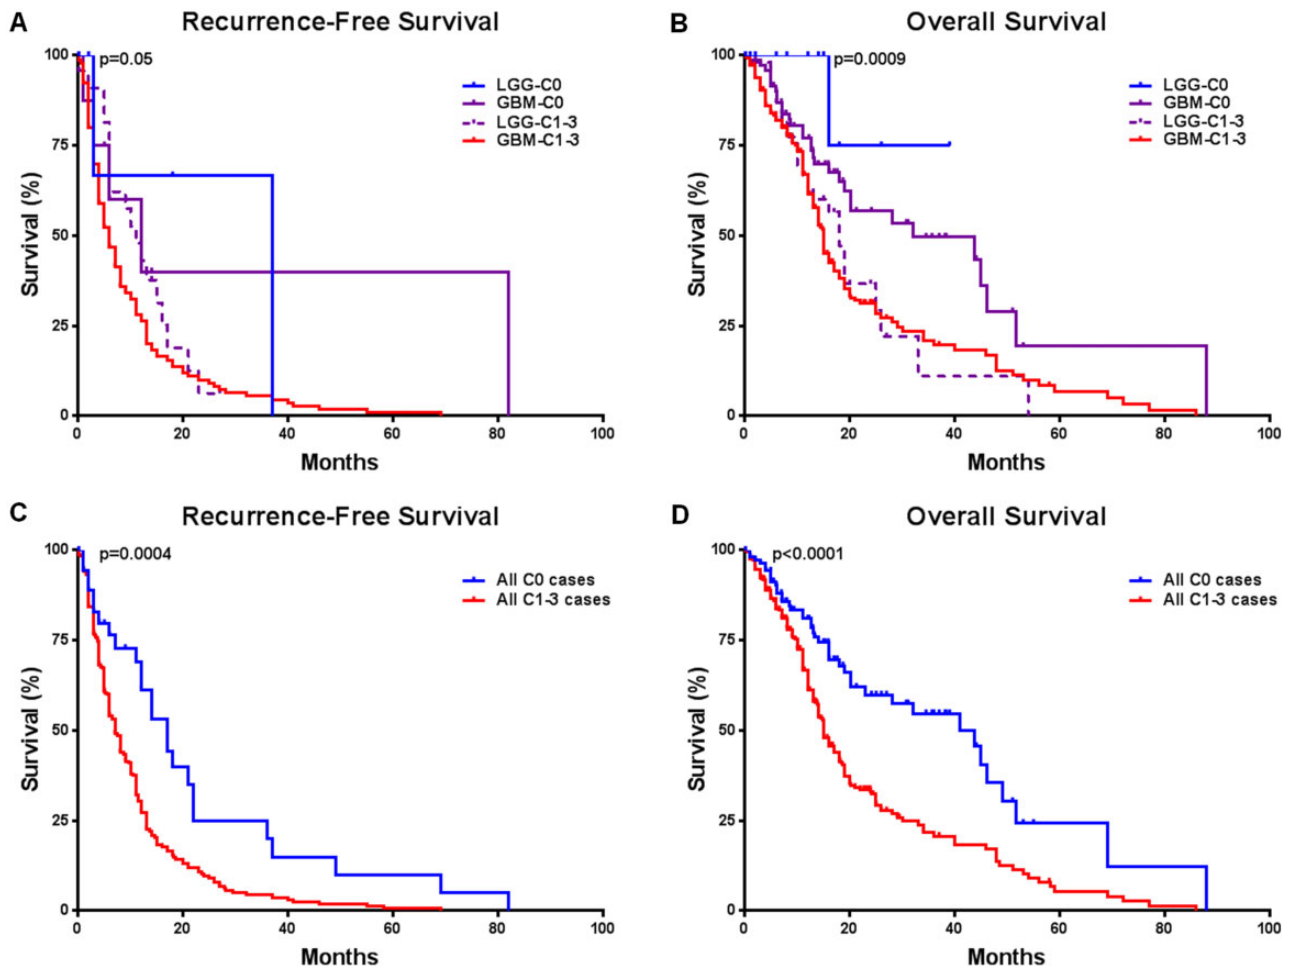 A
Recurrence-Free Survival
p=0.05
LGG-C0
GBM-C0
LGG-C1-3
GBM-C1-3
Survival (%)
100
75
50
25
0
0 20 40 60 80 100
Months
B
Overall Survival
p=0.0009
LGG-C0
GBM-C0
LGG-C1-3
GBM-C1-3
Survival (%)
100
75
50
25
0
0 20 40 60 80 100
Months
C
Recurrence-Free Survival
p=0.0004
All C0 cases
All C1-3 cases
Survival (%)
100
75
50
25
0
0 20 40 60 80 100
Months
D
Overall Survival
p<0.0001
All C0 cases
All C1-3 cases
Survival (%)
100
75
50
25
0
0 20 40 60 80 100
Months